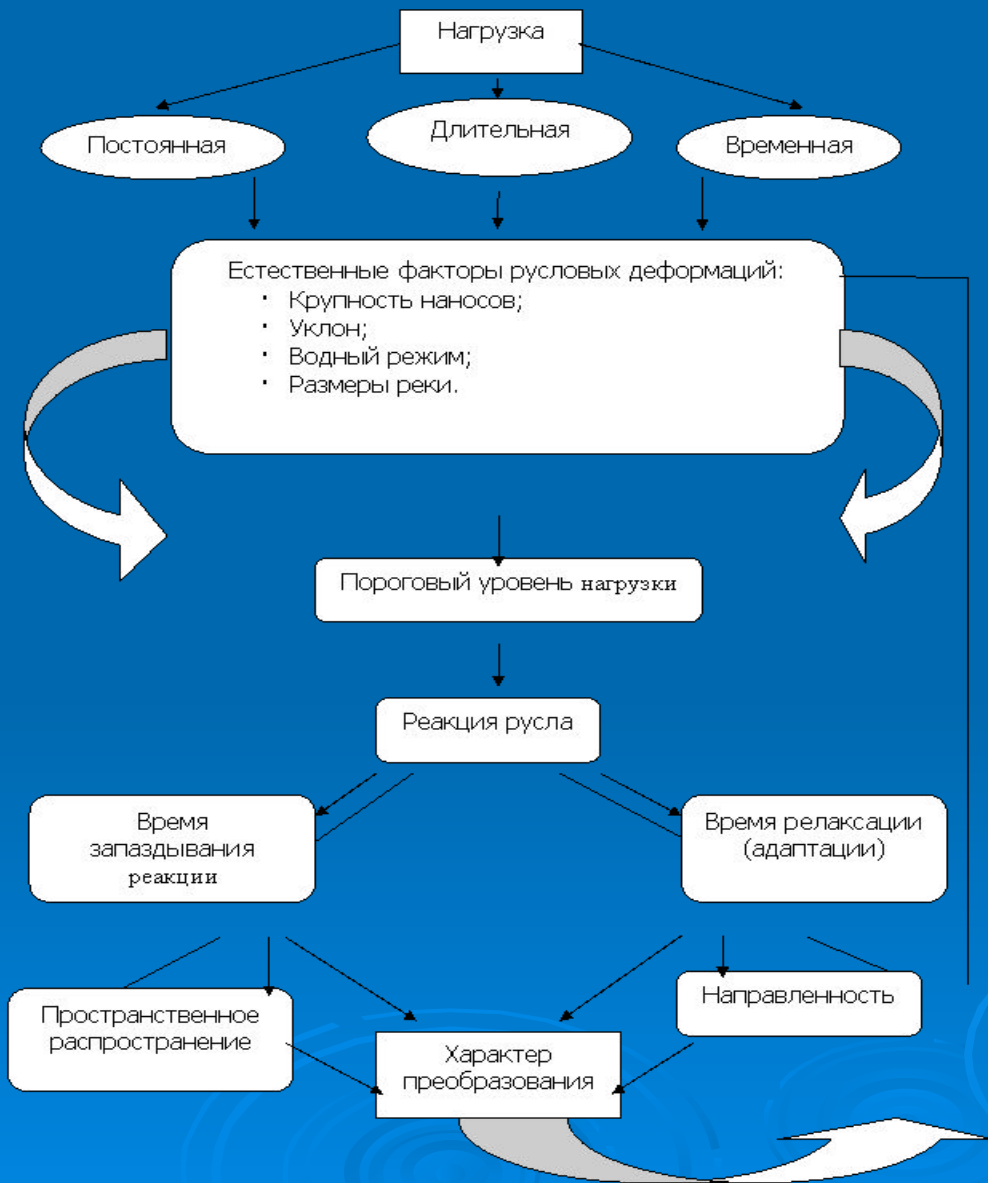 Нагрузка
Постоянная
Длительная
Временная
Естественные факторы русловых деформаций:
· Крупность наносов;
· Уклон;
· Водный режим;
· Размеры реки.
Пороговый уровень нагрузки
Реакция русла
Время
запаздывания
реакции
Время релаксации
(адаптации)
Пространственное
распространение
Направленность
Характер
преобразования